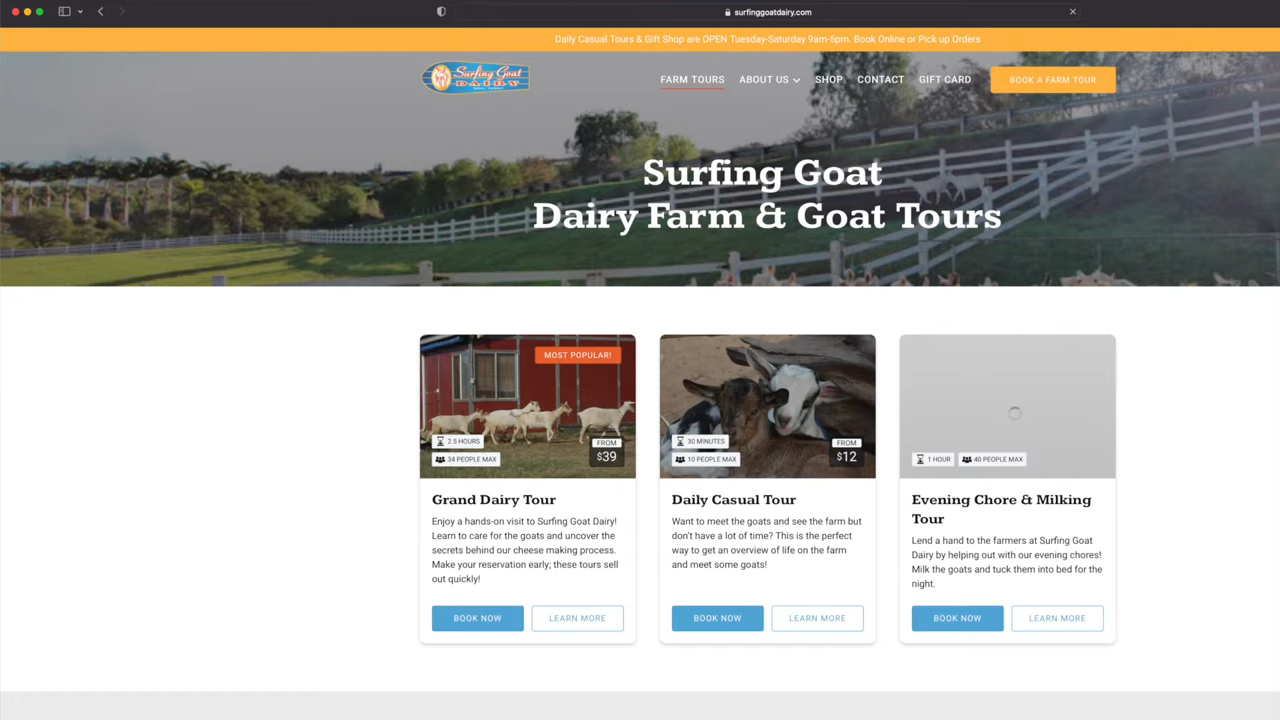 surfinggoatdairy.com
Daily Casual Tours & Gift Shop are OPEN Tuesday-Saturday 9am-5pm. Book Online or Pick up Orders
Surfing Goat
DAIRY
FARM TOURS
ABOUT US
SHOP
CONTACT
GIFT CARD
BOOK A FARM TOUR
Surfing Goat
Dairy Farm & Goat Tours
MOST POPULAR!
2.5 HOURS
34 PEOPLE MAX
FROM
$39
Grand Dairy Tour
Enjoy a hands-on visit to Surfing Goat Dairy!
Learn to care for the goats and uncover the
secrets behind our cheese making process.
Make your reservation early; these tours sell
out quickly!
BOOK NOW
LEARN MORE
30 MINUTES
10 PEOPLE MAX
FROM
$12
Daily Casual Tour
Want to meet the goats and see the farm but
don't have a lot of time? This is the perfect
way to get an overview of life on the farm
and meet some goats!
BOOK NOW
LEARN MORE
1 HOUR
40 PEOPLE MAX
Evening Chore & Milking
Tour
Lend a hand to the farmers at Surfing Goat
Dairy by helping out with our evening chores!
Milk the goats and tuck them into bed for the
night.
BOOK NOW
LEARN MORE